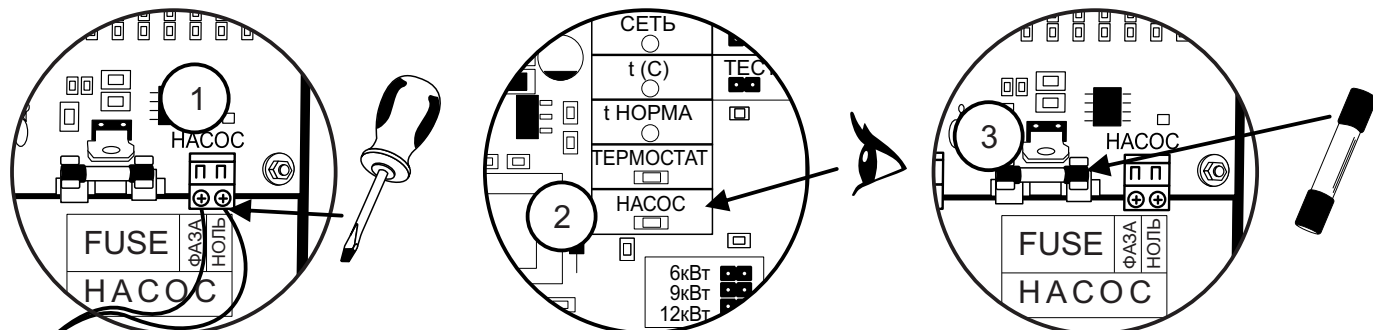 1
НАСОС
FUSE
ФАЗА
НОЛЬ
НАСОС
СЕТЬ
t (C)
ТЕСТ
t НОРМА
ТЕРМОСТАТ
НАСОС
2
6кВт
9кВт
12кВт
3
НАСОС
FUSE
ФАЗА
НОЛЬ
НАСОС